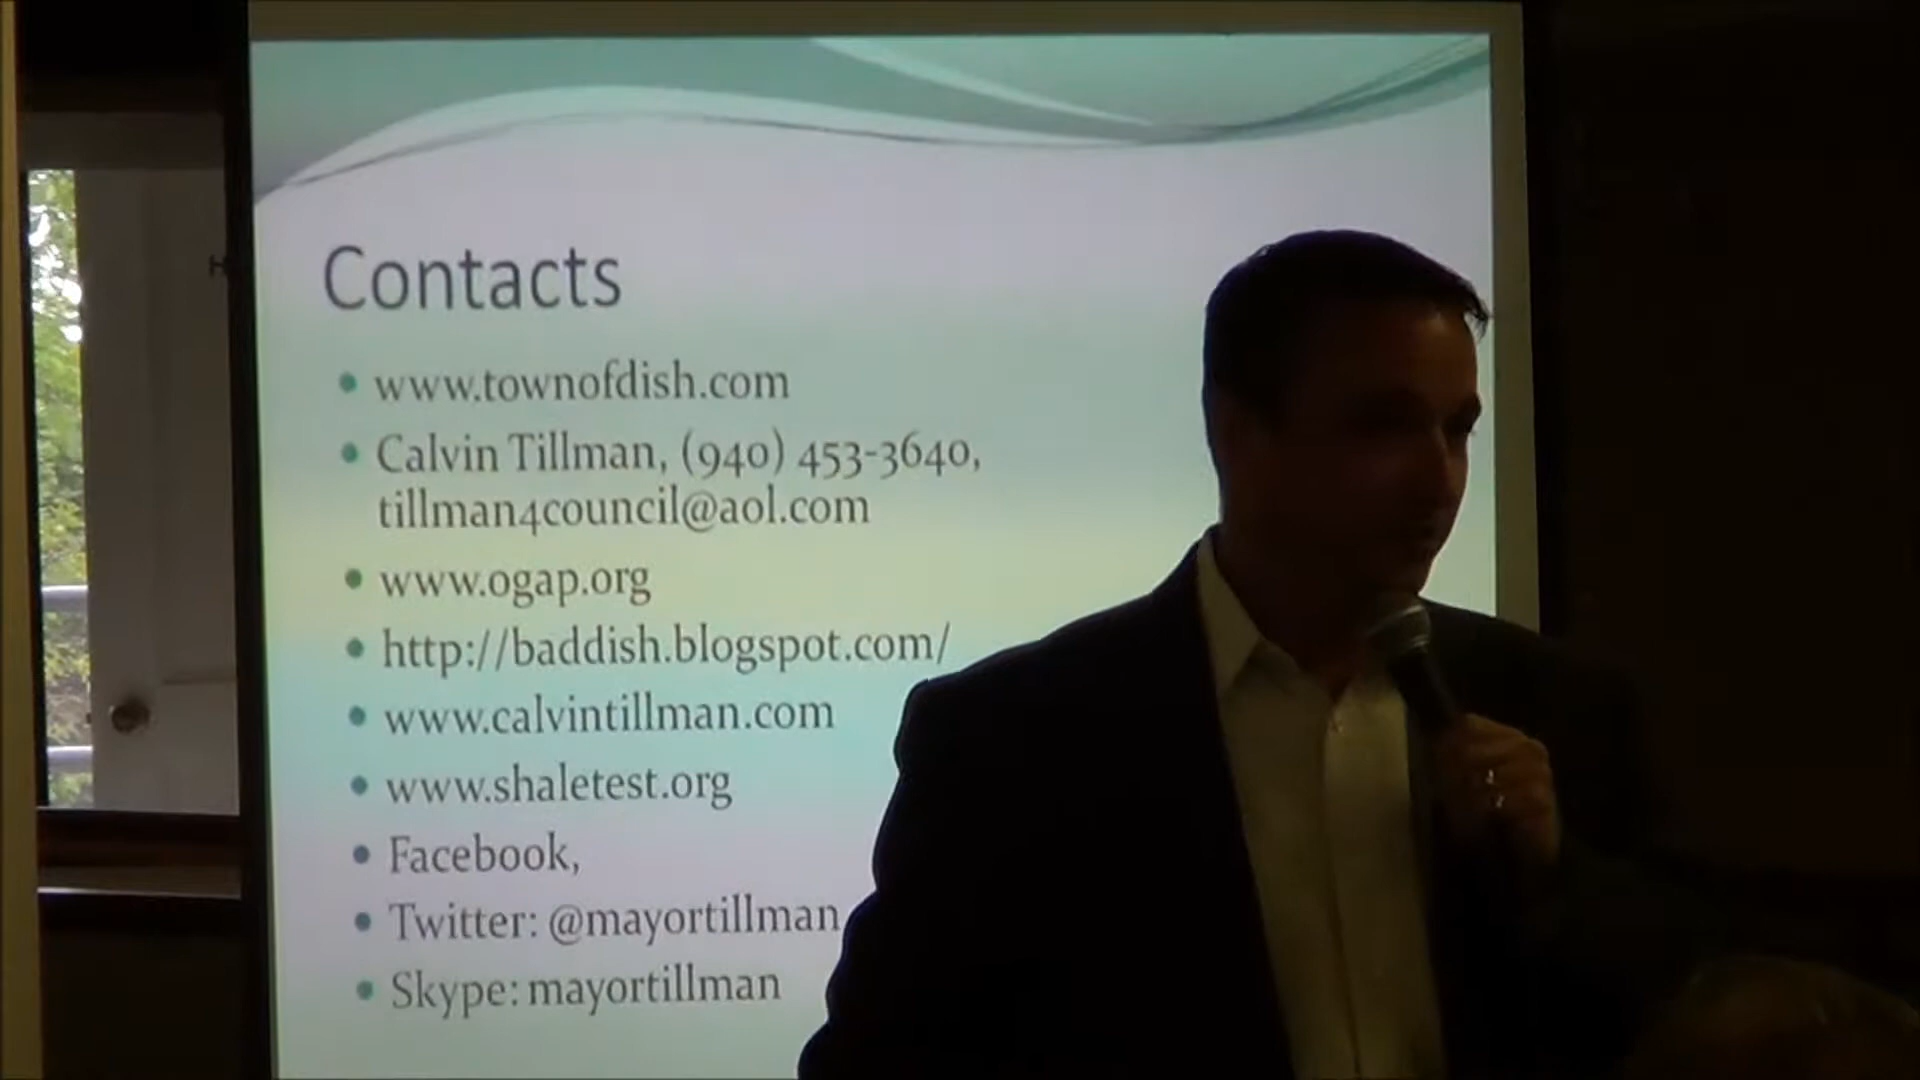 Contacts
www.townofdish.com
Calvin Tillman, (940) 453-3640,
tillman4council@aol.com
www.ogap.org
http://baddish.blogspot.com/
www.calvintillman.com
www.shaletest.org
Facebook,
Twitter: @mayortillman
Skype: mayortillman